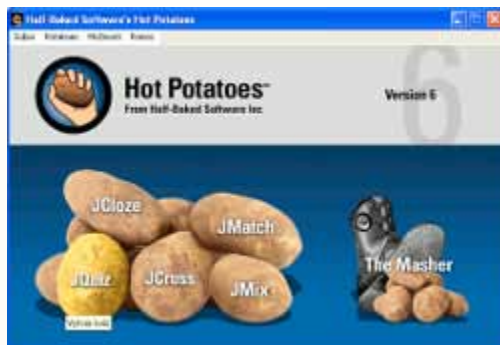 Half-Baked Software's Hot Potatoes
Hot Potatoes™
From Half-Baked Software Inc
Version 6
6
JCloze
JMatch
JQuiz
JCross
JMix
The Masher